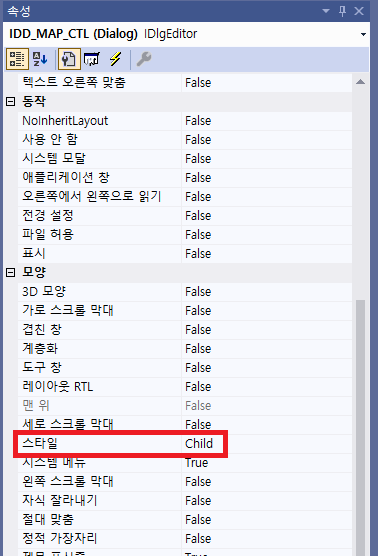 속성
IDD_MAP_CTL (Dialog) IDlgEditor
텍스트 오른쪽 맞춤 False
동작
NoInheritLayout False
사용 안 함 False
시스템 모달 False
애플리케이션 창 False
오른쪽에서 왼쪽으로 읽기 False
전경 설정 False
파일 허용 False
표시 False
모양
3D 모양 False
가로 스크롤 막대 False
겹친 창 False
계층화 False
도구 창 False
레이아웃 RTL False
맨 위 False
세로 스크롤 막대 False
스타일 Child
시스템 메뉴 True
왼쪽 스크롤 막대 False
자식 잘라내기 False
절대 맞춤 False
정적 가장자리 False